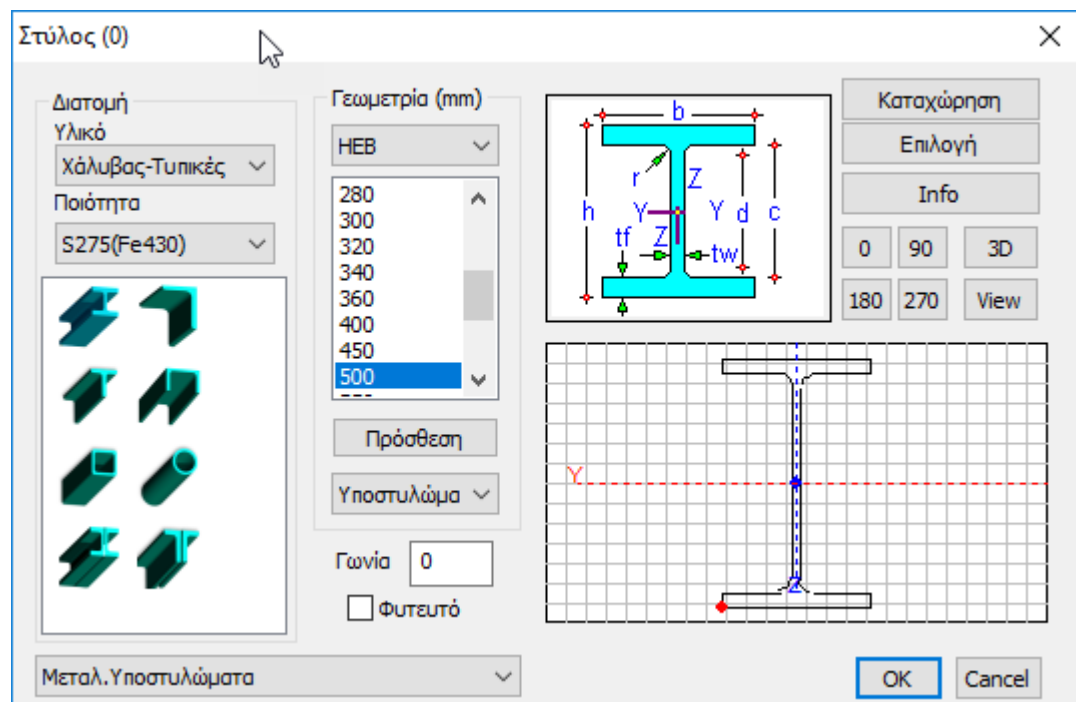 Στύλος (0)
Διατομή
Υλικό
Χάλυβας-Τυπικές
Ποιότητα
S275(Fe430)
Γεωμετρία (mm)
HEB
280
300
320
340
360
400
450
500
Πρόσθεση
Υποστυλώμα
Γωνία 0
Φυτευτό
b
r
Z
h
Y
Y
d
c
tf
Z
tw
Καταχώρηση
Επιλογή
Info
0 90 3D
180 270 View
Y
Z
Μεταλ.Υποστυλώματα
OK Cancel